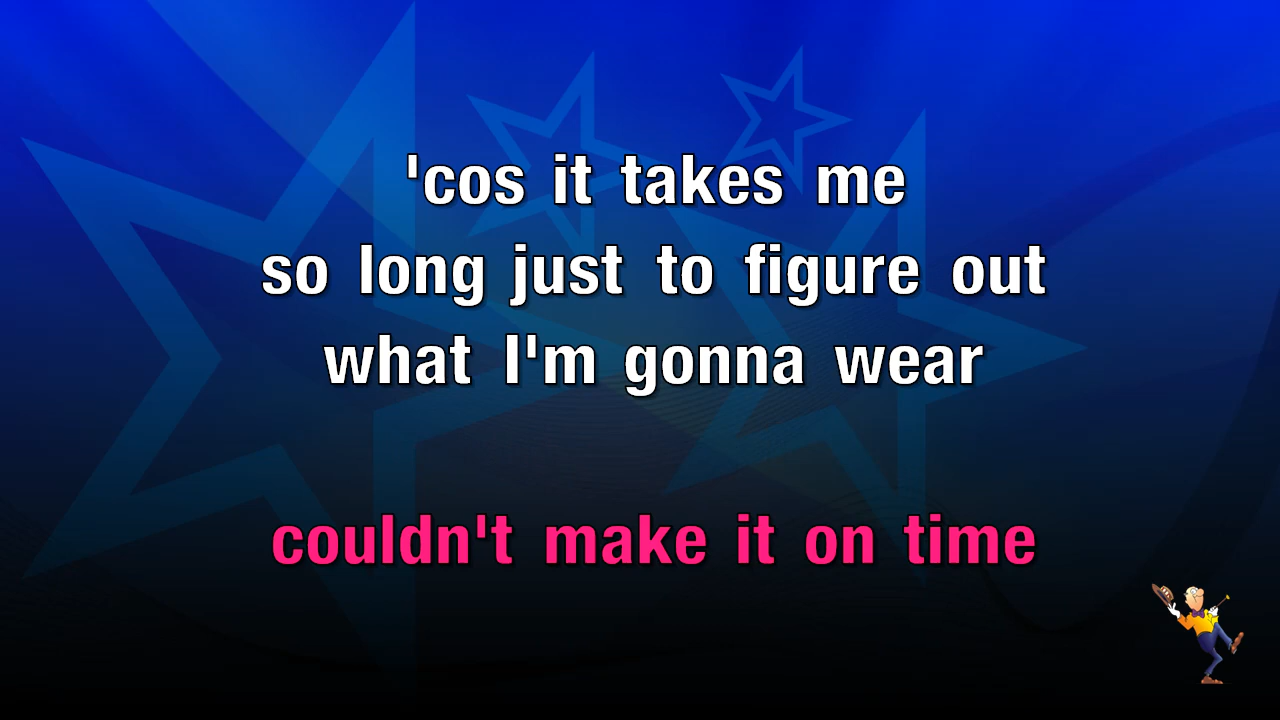 'cos it takes me
so long just to figure out
what I'm gonna wear
couldn't make it on time